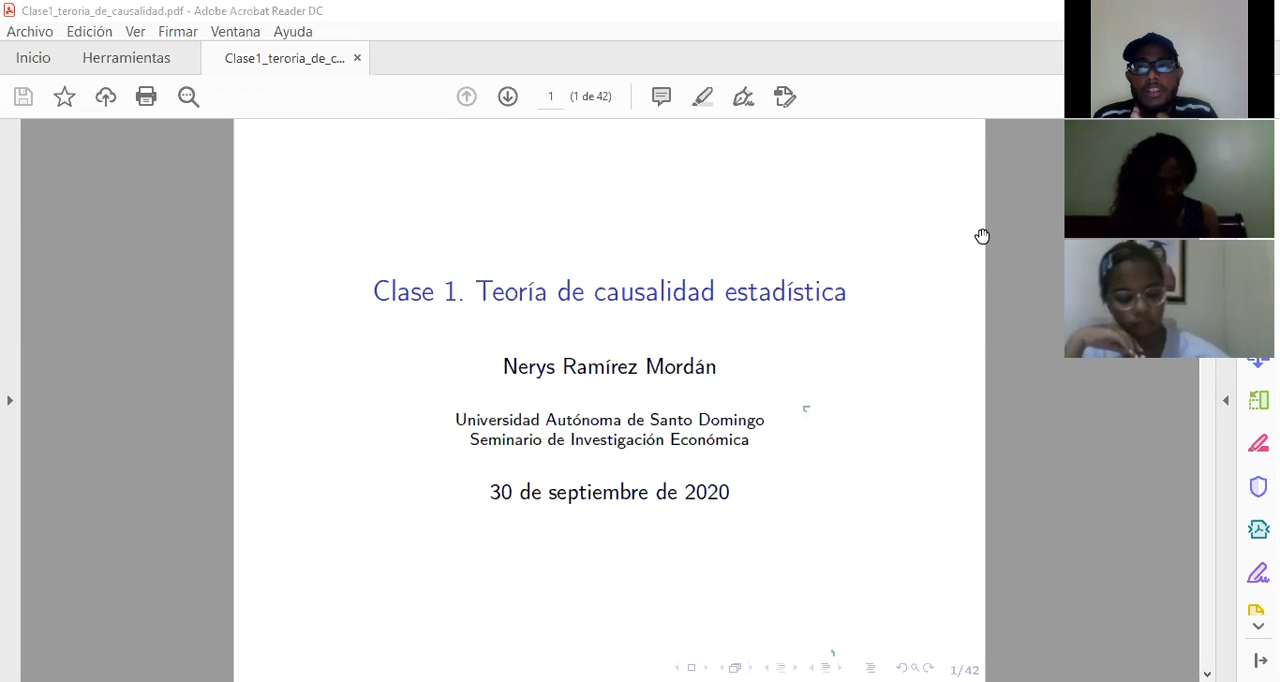 Clase1_teroria_de_causalidad.pdf - Adobe Acrobat Reader DC
Archivo Edición Ver Firmar Ventana Ayuda
Inicio Herramientas Clase1_teroria_de_c... ×
1 (1 de 42)
Clase 1. Teoría de causalidad estadística
Nerys Ramírez Mordán
Universidad Autónoma de Santo Domingo
Seminario de Investigación Económica
30 de septiembre de 2020
1/42